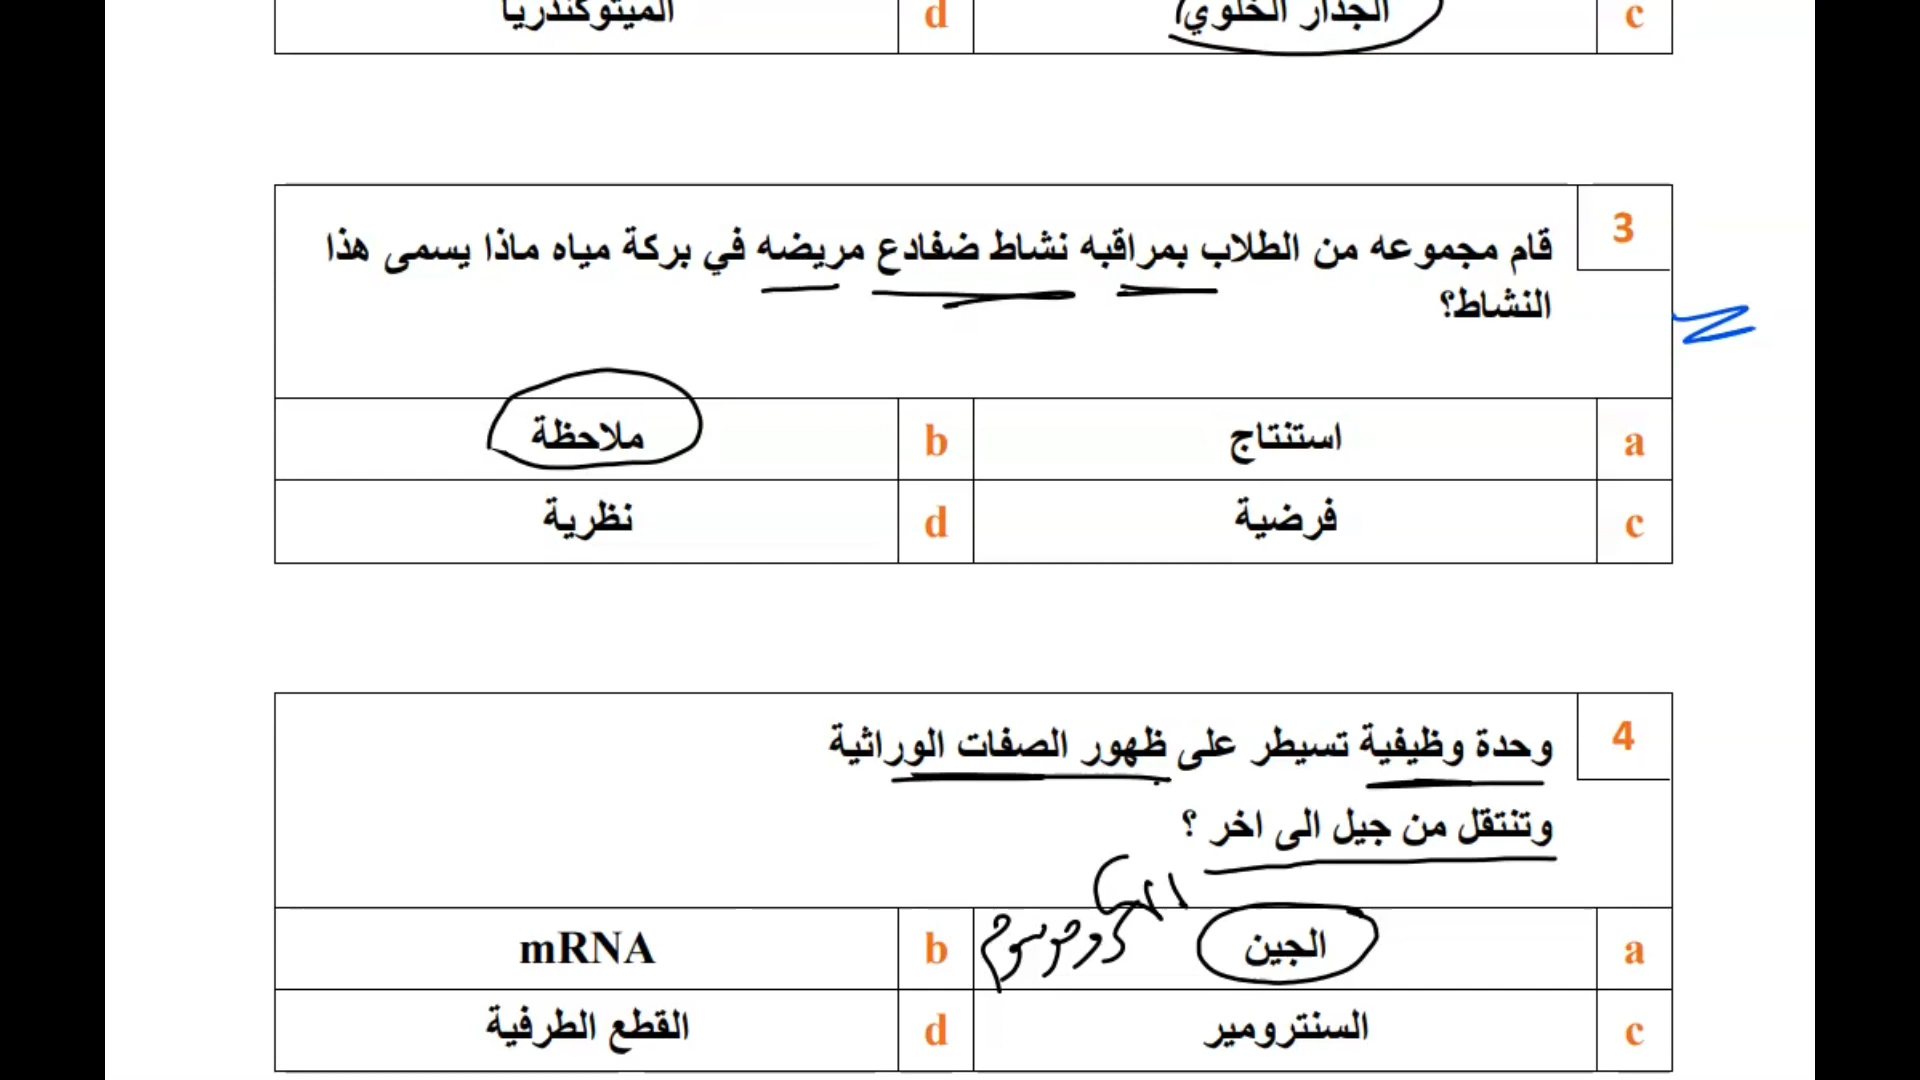 c الجدار الخلوي d الميتوكندريا
3 قام مجموعه من الطلاب بمراقبه نشاط ضفادع مريضه في بركة مياه ماذا يسمى هذا
النشاط؟
a استنتاج b ملاحظة
c فرضية d نظرية
4 وحدة وظيفية تسيطر على ظهور الصفات الوراثية
وتنتقل من جيل الى اخر ؟
a الجين كروموسوم b mRNA
c السنترومير d القطع الطرفية